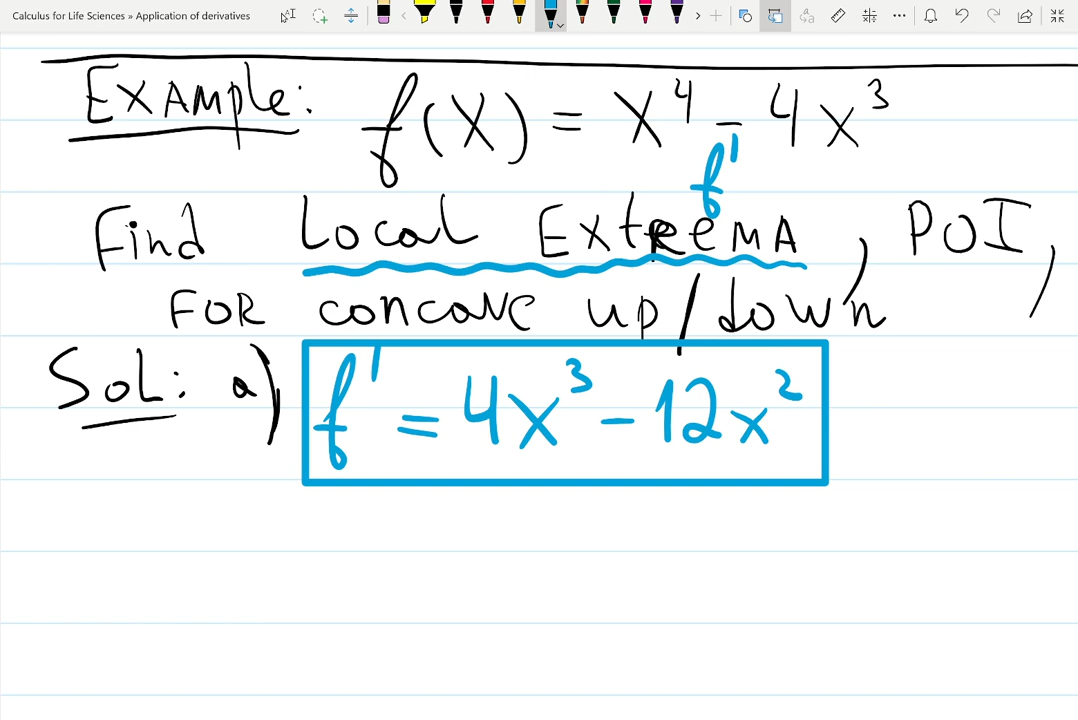 Calculus for Life Sciences » Application of derivatives
Example: f(x) = x⁴ - 4x³
f'
Find Local Extrema, POI,
for concave up/down
Sol: a) f' = 4x³ - 12x²